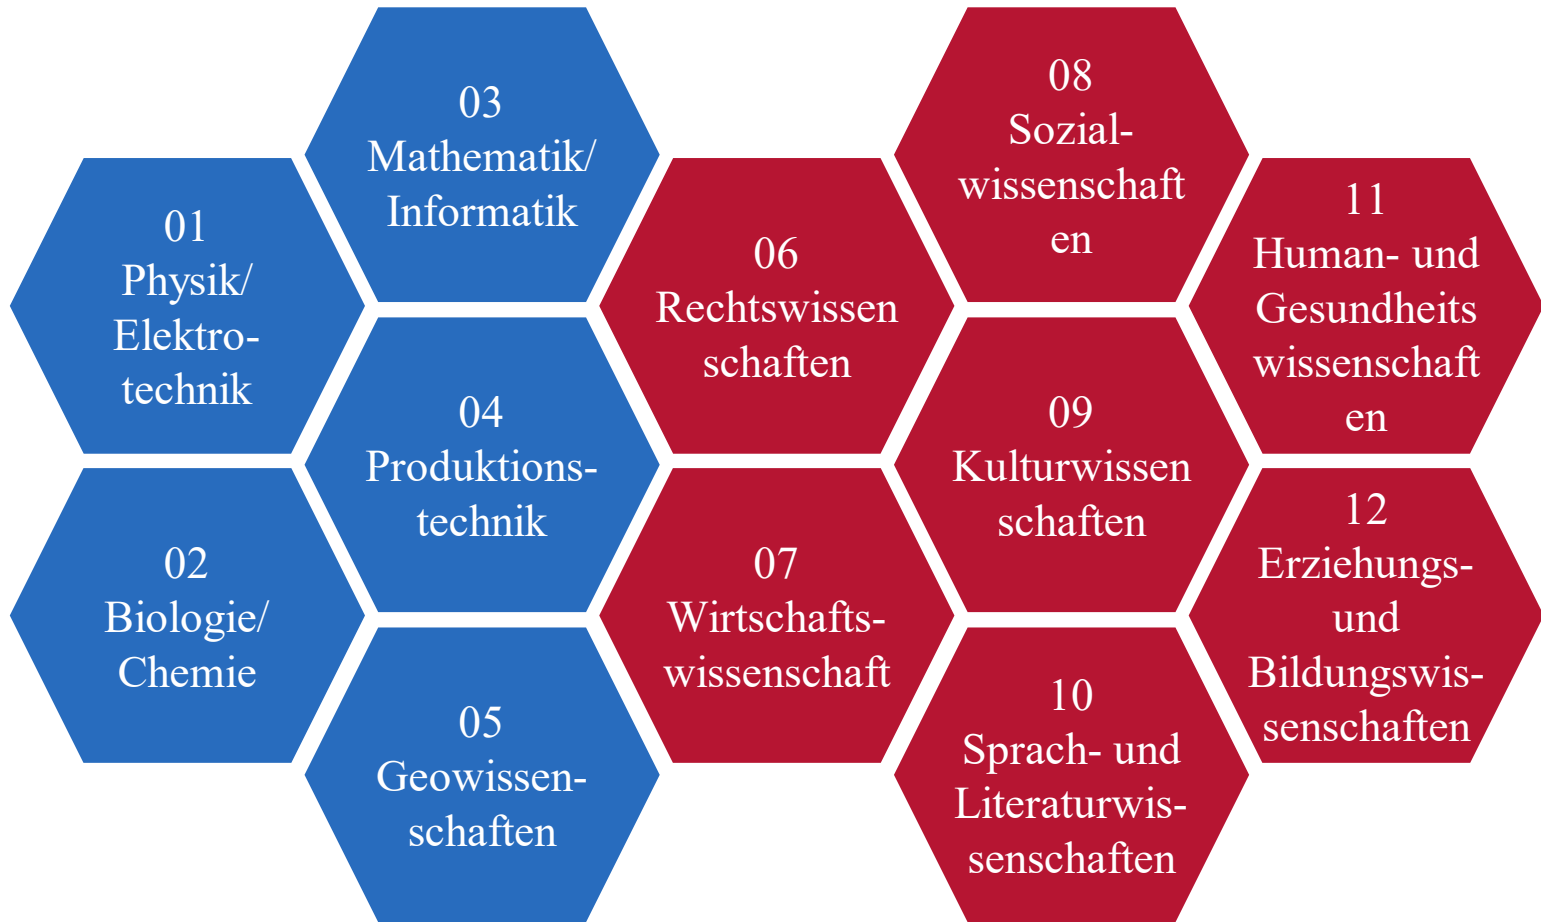 01
Physik/
Elektro-
technik
02
Biologie/
Chemie
03
Mathematik/
Informatik
04
Produktions-
technik
05
Geowissen-
schaften
06
Rechtswissen
schaften
07
Wirtschafts-
wissenschaft
08
Sozial-
wissenschaft
en
09
Kulturwissen
schaften
10
Sprach- und
Literaturwis-
senschaften
11
Human- und
Gesundheits
wissenschaft
en
12
Erziehungs-
und
Bildungswis-
senschaften